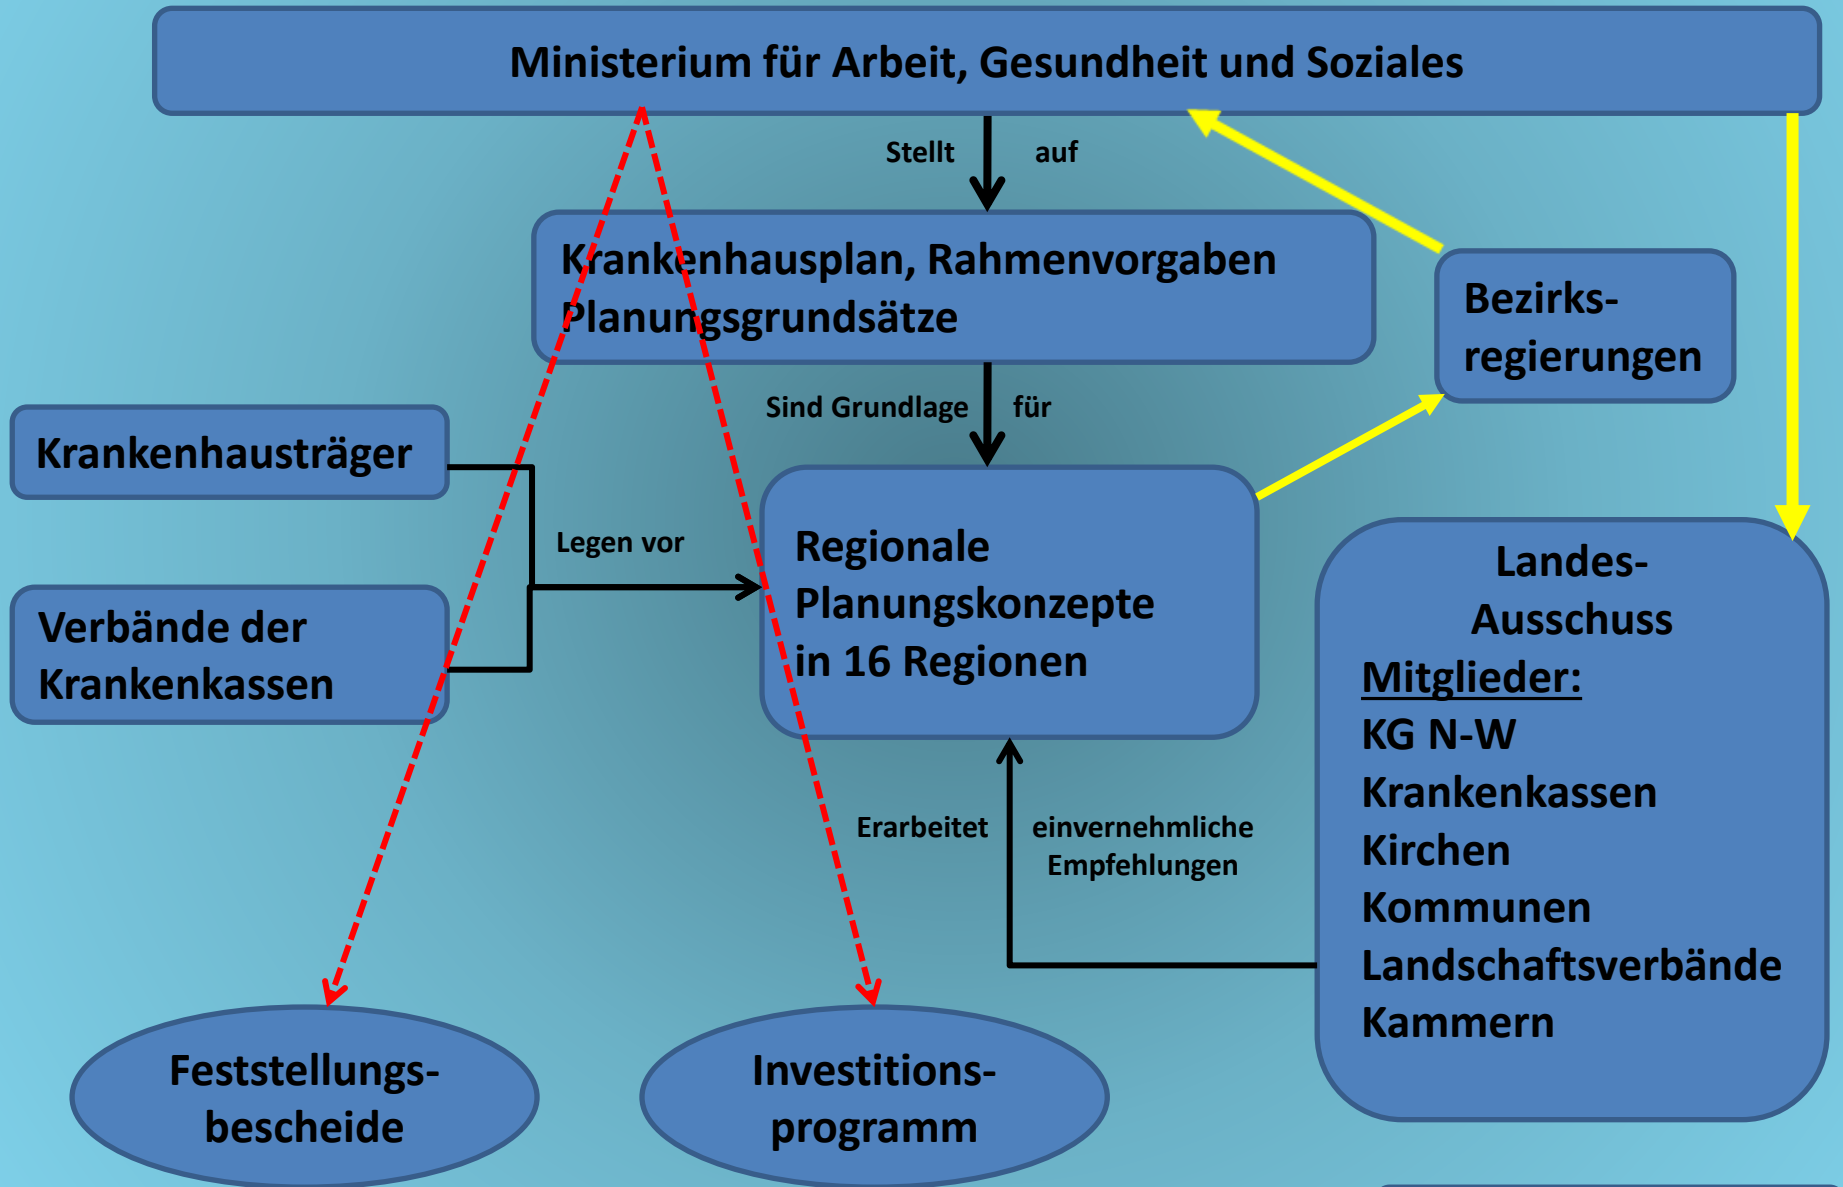 Ministerium für Arbeit, Gesundheit und Soziales
Stellt auf
Krankenhausplan, Rahmenvorgaben
Planungsgrundsätze
Bezirks-
regierungen
Sind Grundlage für
Krankenhausträger
Legen vor
Verbände der
Krankenkassen
Regionale
Planungskonzepte
in 16 Regionen
Landes-
Ausschuss
Mitglieder:
KG N-W
Krankenkassen
Kirchen
Kommunen
Landschaftsverbände
Kammern
Erarbeitet einvernehmliche
Empfehlungen
Feststellungs-
bescheide
Investitions-
programm